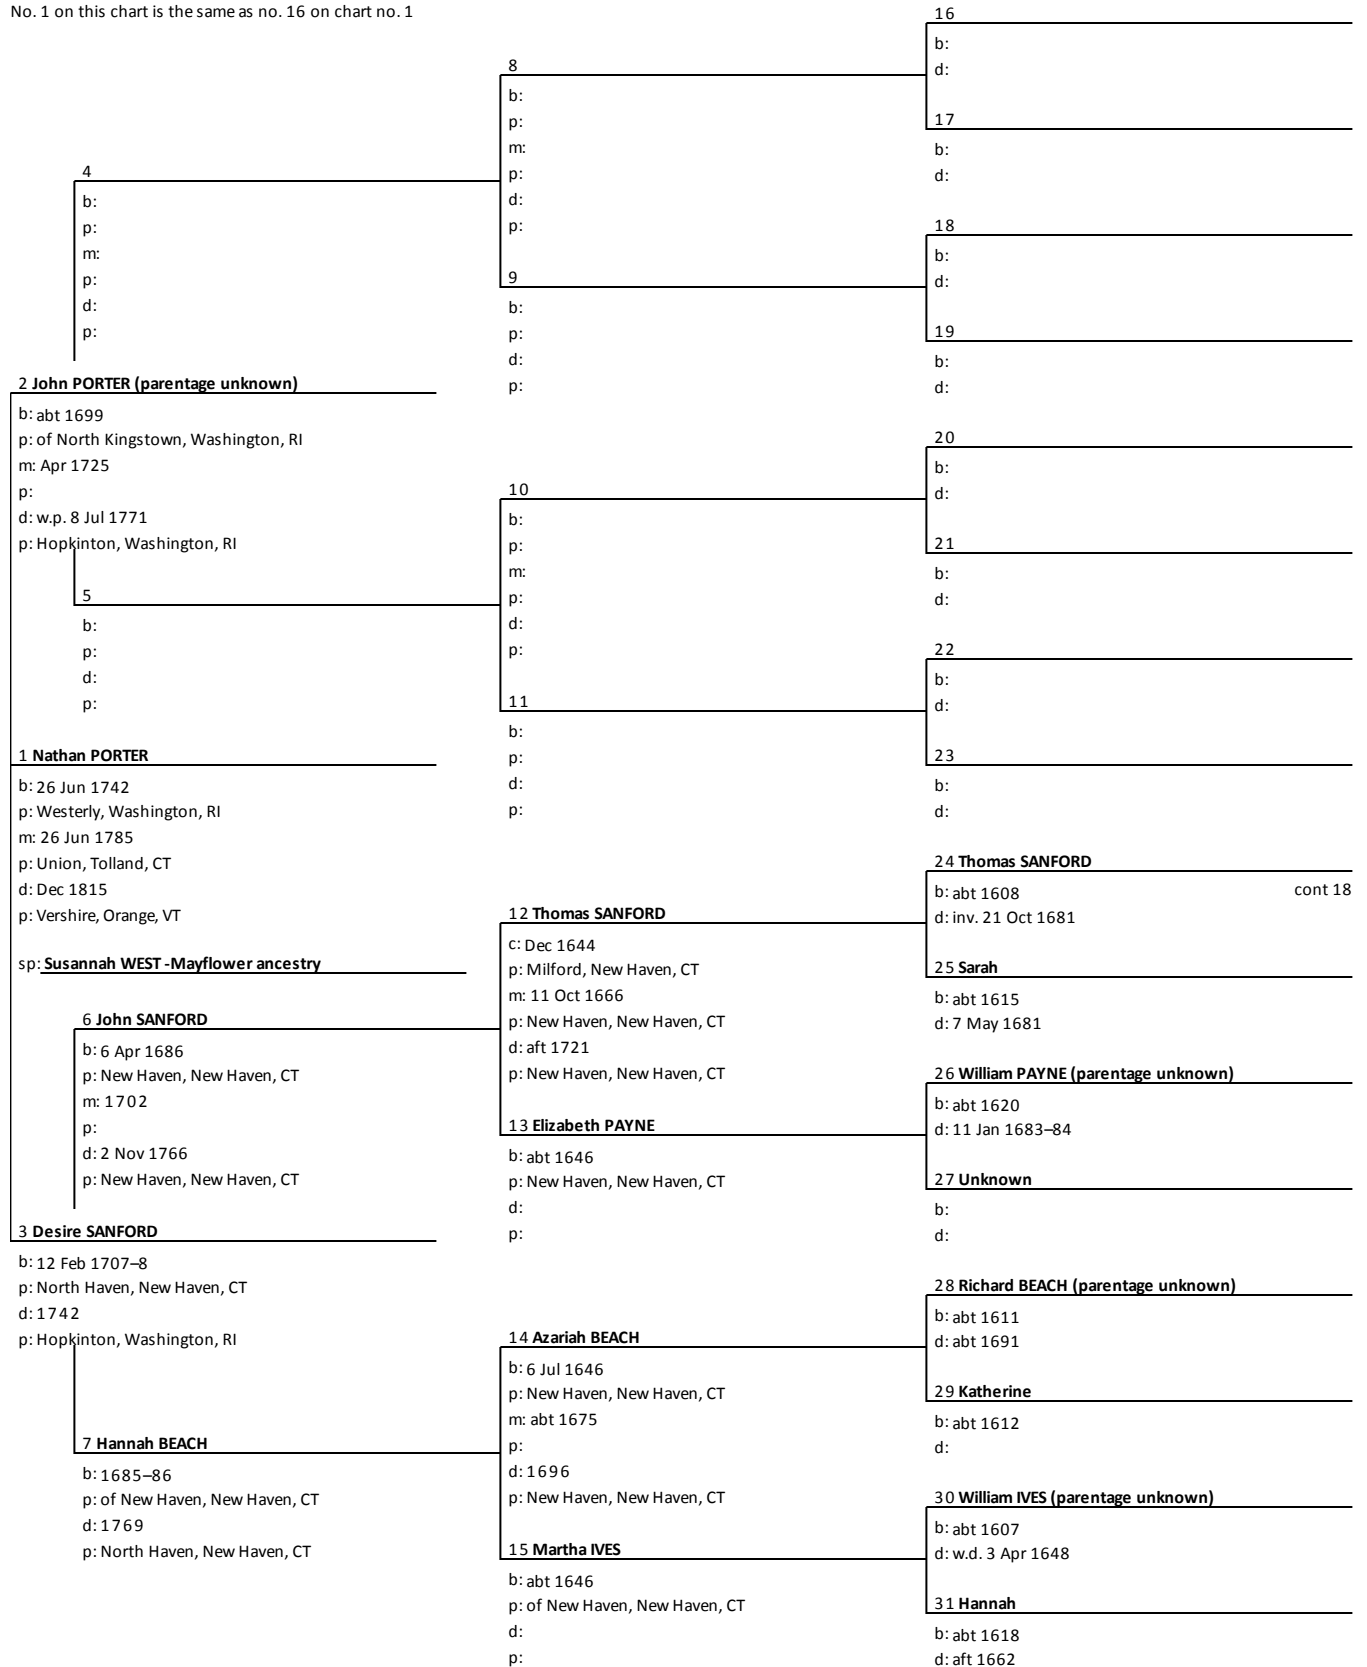 No. 1 on this chart is the same as no. 16 on chart no. 1
4
b:
p:
m:
p:
d:
p:
2 John PORTER (parentage unknown)
b: abt 1699
p: of North Kingstown, Washington, RI
m: Apr 1725
p:
d: w.p. 8 Jul 1771
p: Hopkinton, Washington, RI
5
b:
p:
d:
p:
1 Nathan PORTER
b: 26 Jun 1742
p: Westerly, Washington, RI
m: 26 Jun 1785
p: Union, Tolland, CT
d: Dec 1815
p: Vershire, Orange, VT
sp: Susannah WEST -Mayflower ancestry
6 John SANFORD
b: 6 Apr 1686
p: New Haven, New Haven, CT
m: 1702
p:
d: 2 Nov 1766
p: New Haven, New Haven, CT
3 Desire SANFORD
b: 12 Feb 1707–8
p: North Haven, New Haven, CT
d: 1742
p: Hopkinton, Washington, RI
7 Hannah BEACH
b: 1685–86
p: of New Haven, New Haven, CT
d: 1769
p: North Haven, New Haven, CT
8
b:
p:
m:
p:
d:
p:
9
b:
p:
d:
p:
10
b:
p:
m:
p:
d:
p:
11
b:
p:
d:
p:
12 Thomas SANFORD
c: Dec 1644
p: Milford, New Haven, CT
m: 11 Oct 1666
p: New Haven, New Haven, CT
d: aft 1721
p: New Haven, New Haven, CT
13 Elizabeth PAYNE
b: abt 1646
p: New Haven, New Haven, CT
d:
p:
14 Azariah BEACH
b: 6 Jul 1646
p: New Haven, New Haven, CT
m: abt 1675
p:
d: 1696
p: New Haven, New Haven, CT
15 Martha IVES
b: abt 1646
p: of New Haven, New Haven, CT
d:
p:
16
b:
d:
17
b:
d:
18
b:
d:
19
b:
d:
20
b:
d:
21
b:
d:
22
b:
d:
23
b:
d:
24 Thomas SANFORD
b: abt 1608 cont 18
d: inv. 21 Oct 1681
25 Sarah
b: abt 1615
d: 7 May 1681
26 William PAYNE (parentage unknown)
b: abt 1620
d: 11 Jan 1683–84
27 Unknown
b:
d:
28 Richard BEACH (parentage unknown)
b: abt 1611
d: abt 1691
29 Katherine
b: abt 1612
d:
30 William IVES (parentage unknown)
b: abt 1607
d: w.d. 3 Apr 1648
31 Hannah
b: abt 1618
d: aft 1662